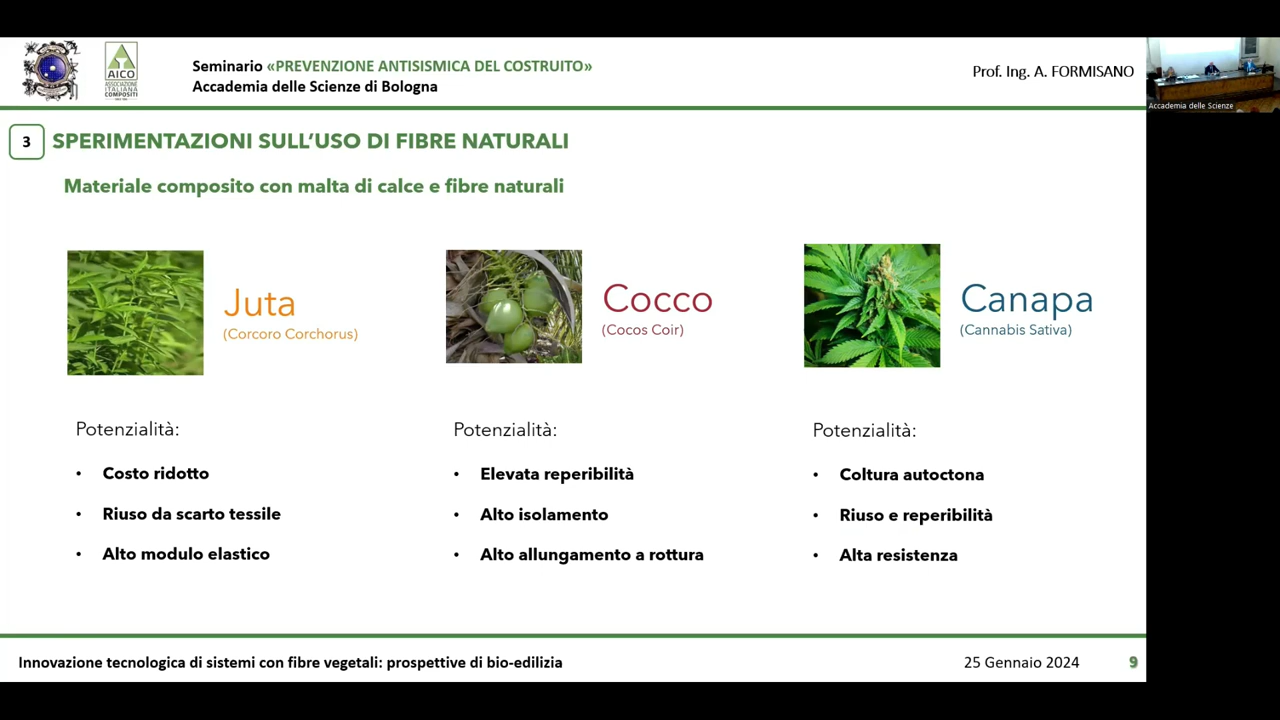 Seminario «PREVENZIONE ANTISISMICA DEL COSTRUITO»
Accademia delle Scienze di Bologna
Prof. Ing. A. FORMISANO
AICO
ASSOCIAZIONE
ITALIANA
COMPOSITI
Accademia delle Scienze
3
SPERIMENTAZIONI SULL’USO DI FIBRE NATURALI
Materiale composito con malta di calce e fibre naturali
Juta
(Corcoro Corchorus)
Cocco
(Cocos Coir)
Canapa
(Cannabis Sativa)
Potenzialità:
• Costo ridotto
• Riuso da scarto tessile
• Alto modulo elastico
Potenzialità:
• Elevata reperibilità
• Alto isolamento
• Alto allungamento a rottura
Potenzialità:
• Coltura autoctona
• Riuso e reperibilità
• Alta resistenza
Innovazione tecnologica di sistemi con fibre vegetali: prospettive di bio-edilizia
25 Gennaio 2024
9